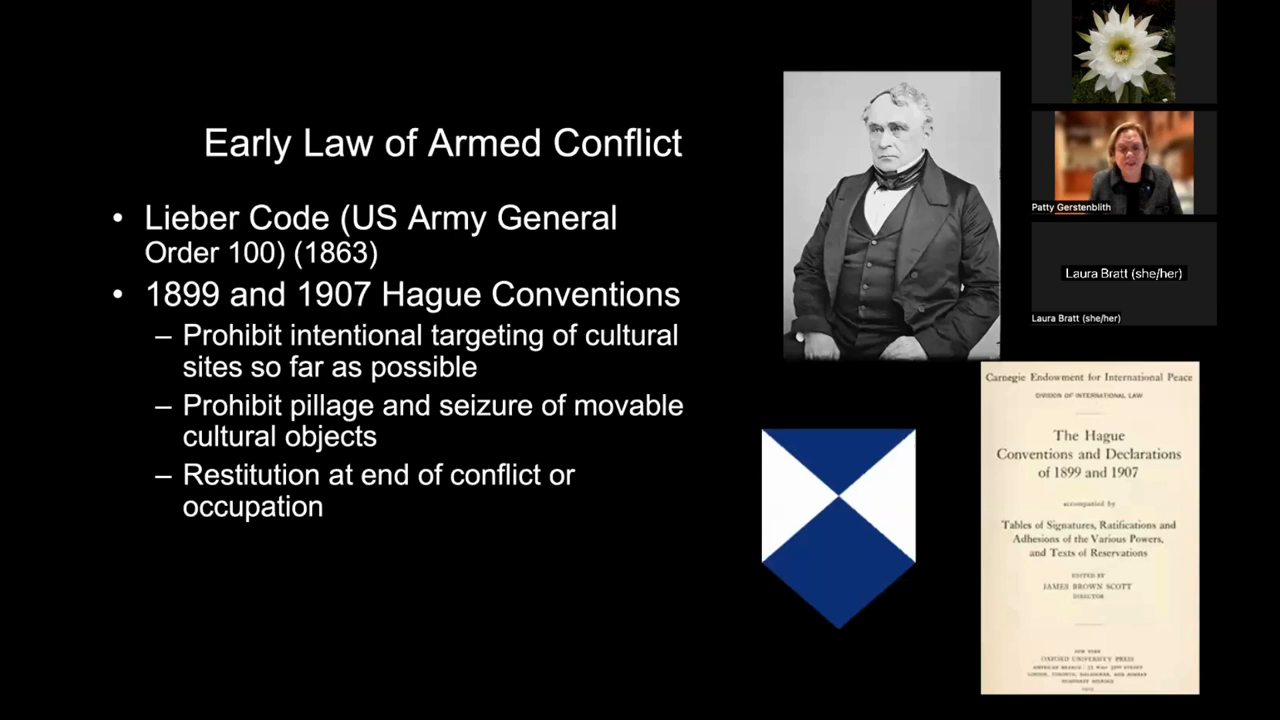 Early Law of Armed Conflict
• Lieber Code (US Army General
Order 100) (1863)
• 1899 and 1907 Hague Conventions
– Prohibit intentional targeting of cultural
sites so far as possible
– Prohibit pillage and seizure of movable
cultural objects
– Restitution at end of conflict or
occupation
Patty Gerstenblith
Laura Bratt (she/her)
Laura Bratt (she/her)
Carnegie Endowment for International Peace
DIVISION OF INTERNATIONAL LAW
The Hague
Conventions and Declarations
of 1899 and 1907
accompanied by
Tables of Signatures, Ratifications and
Adhesions of the Various Powers,
and Texts of Reservations
EDITED BY
JAMES BROWN SCOTT
DIRECTOR
NEW YORK
OXFORD UNIVERSITY PRESS